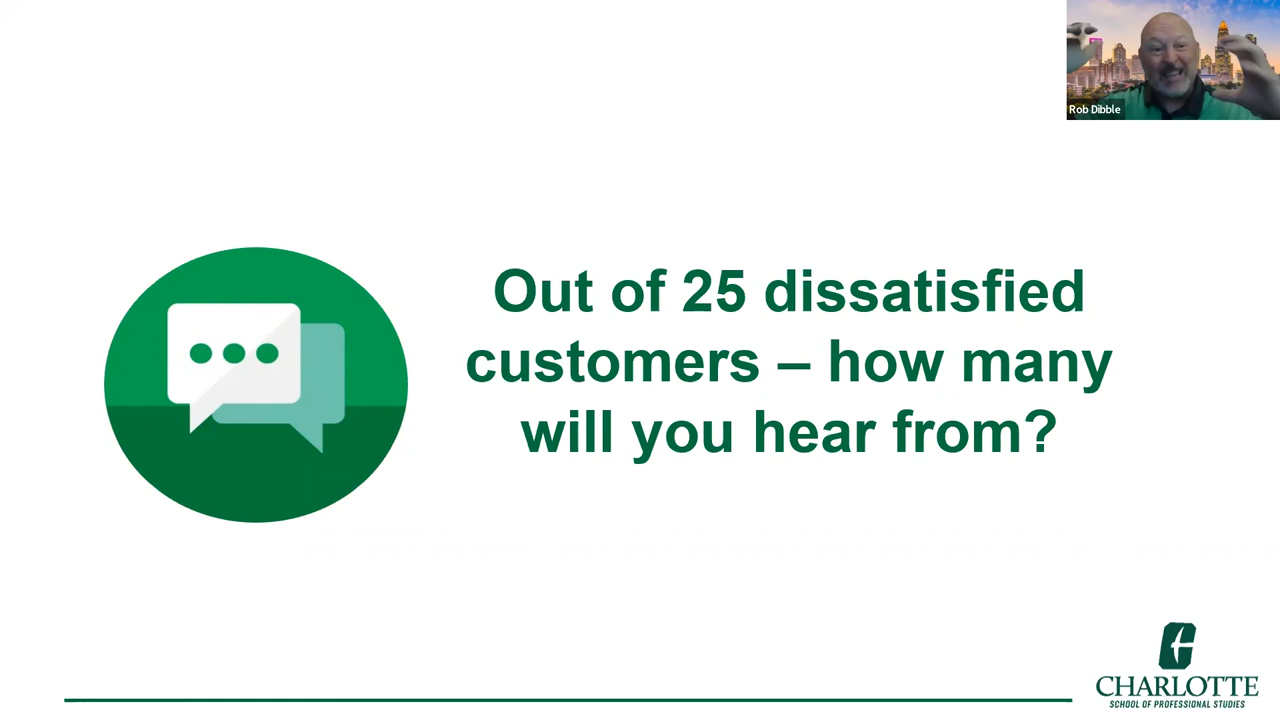 Rob Dibble
Out of 25 dissatisfied
customers – how many
will you hear from?
CHARLOTTE
SCHOOL OF PROFESSIONAL STUDIES